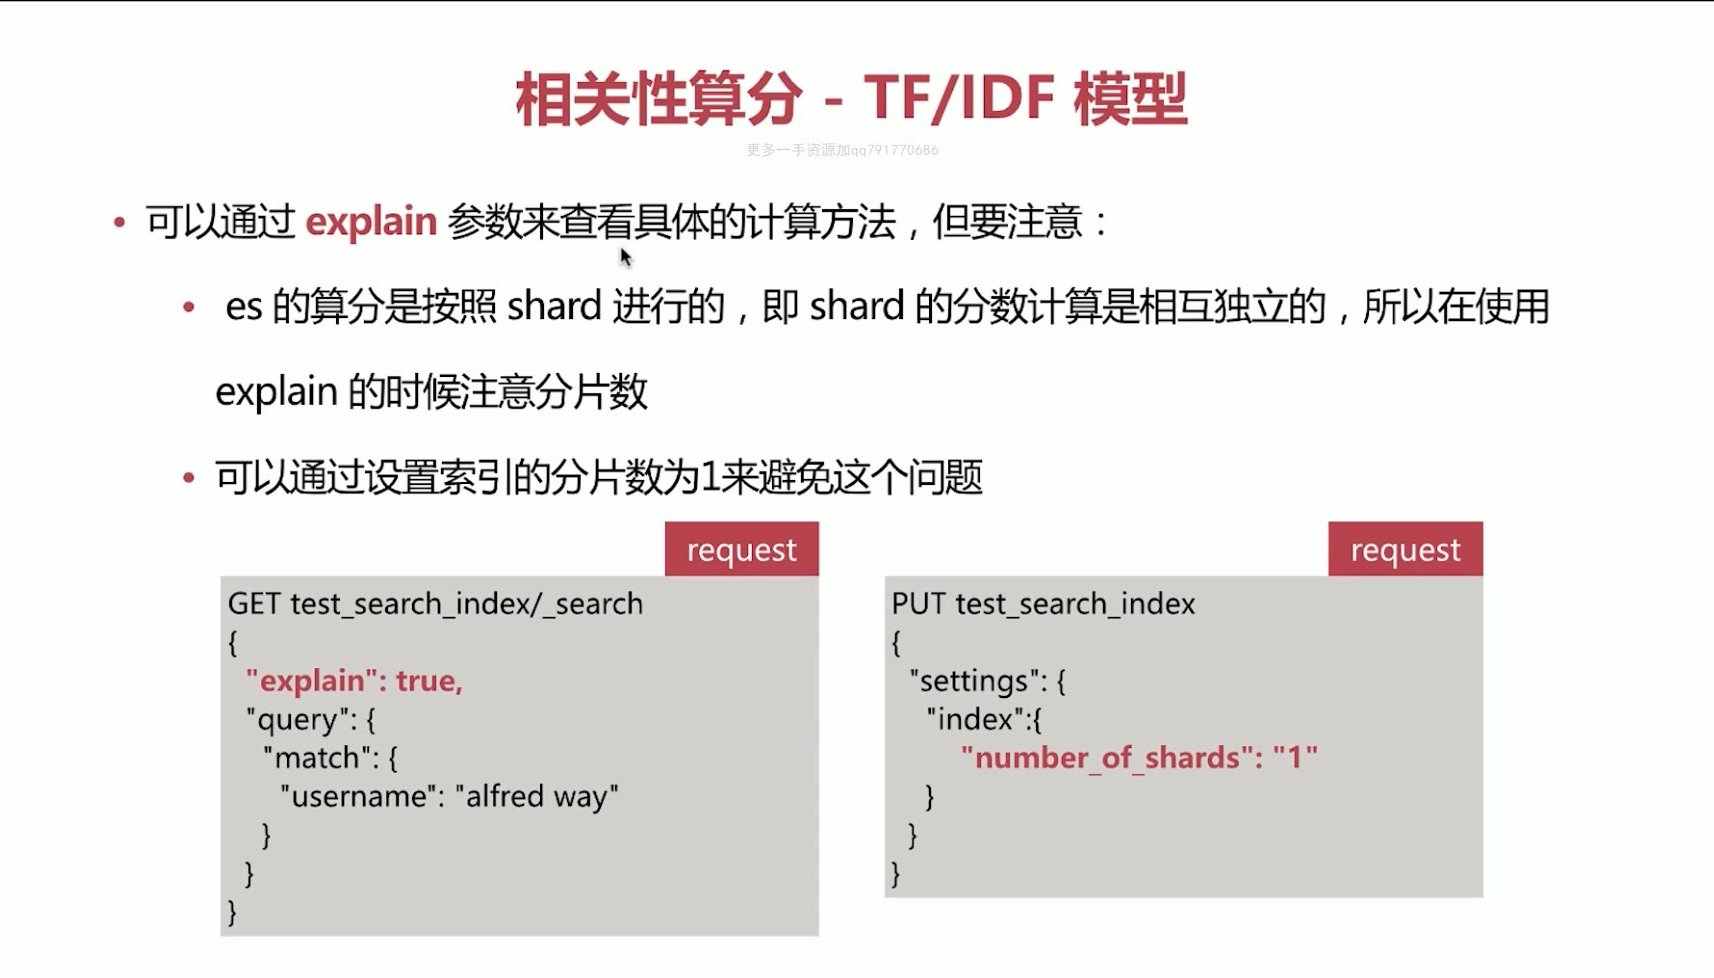 相关性算分 - TF/IDF 模型
更多一手资源加qq791770686
• 可以通过 explain 参数来查看具体的计算方法，但要注意：
• es 的算分是按照 shard 进行的，即 shard 的分数计算是相互独立的，所以在使用
explain 的时候注意分片数
• 可以通过设置索引的分片数为1来避免这个问题
request
GET test_search_index/_search
{
"explain": true,
"query": {
"match": {
"username": "alfred way"
}
}
}
request
PUT test_search_index
{
"settings": {
"index":{
"number_of_shards": "1"
}
}
}